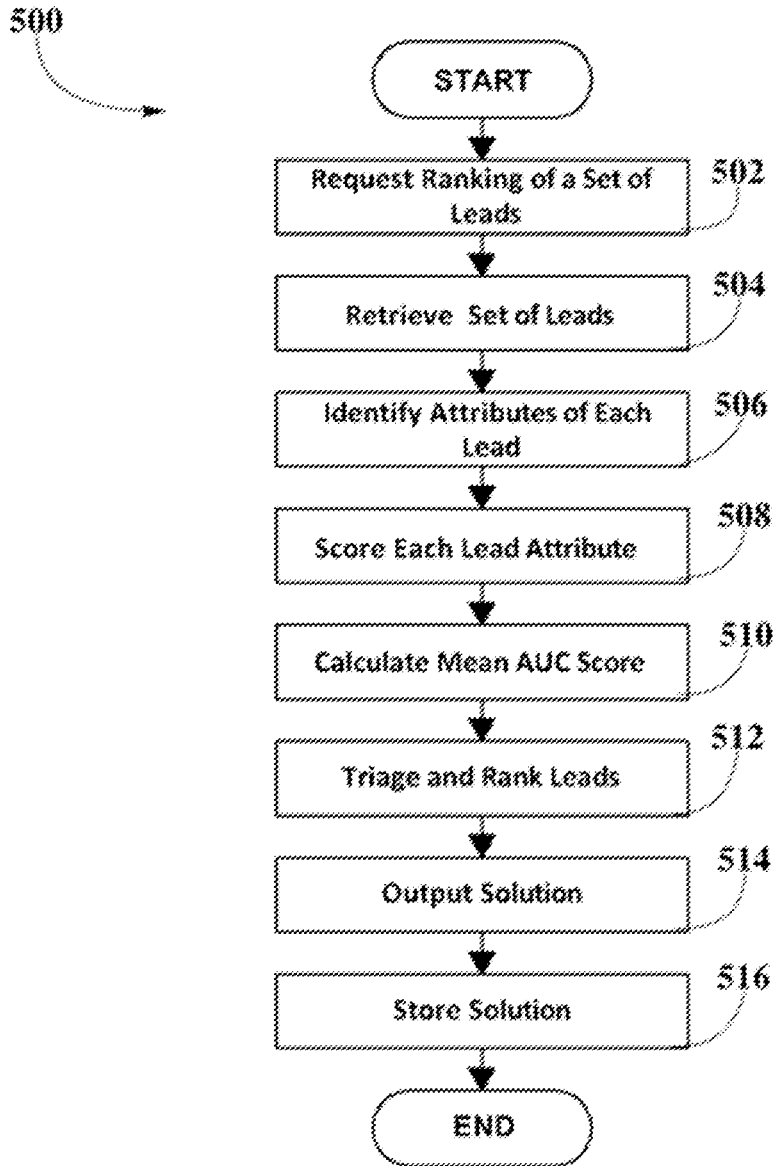 500
START
Request Ranking of a Set of
Leads
502
Retrieve Set of Leads
504
Identify Attributes of Each
Lead
506
Score Each Lead Attribute
508
Calculate Mean AUC Score
510
Triage and Rank Leads
512
Output Solution
514
Store Solution
516
END